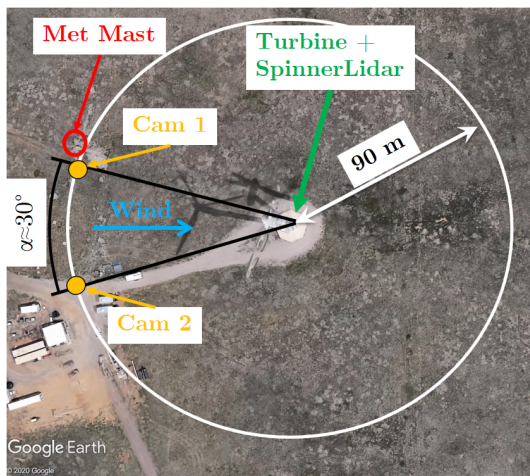 Met Mast
Turbine +
SpinnerLidar
Cam 1
90 m
α≈30°
Wind
Cam 2
Google Earth
© 2020 Google